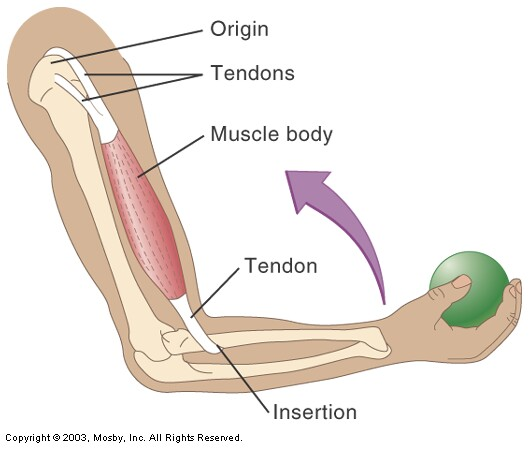 Origin
Tendons
Muscle body
Tendon
Insertion
Copyright © 2003, Mosby, Inc. All Rights Reserved.